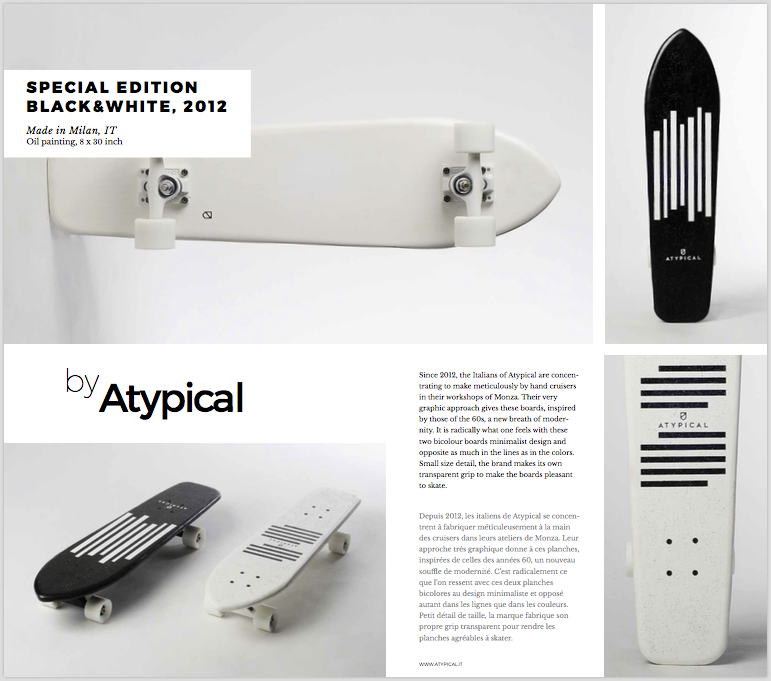 SPECIAL EDITION
BLACK&WHITE, 2012
Made in Milan, IT
Oil painting, 8 x 30 inch
ATYPICAL
by Atypical
Since 2012, the Italians of Atypical are concen-
trating to make meticulously by hand cruisers
in their workshops of Monza. Their very
graphic approach gives these boards, inspired
by those of the 60s, a new breath of moder-
nity. It is radically what one feels with these
two bicolour boards minimalist design and
opposite as much in the lines as in the colors.
Small size detail, the brand makes its own
transparent grip to make the boards pleasant
to skate.
Depuis 2012, les italiens de Atypical se concen-
trent à fabriquer méticuleusement à la main
des cruisers dans leurs ateliers de Monza. Leur
approche trés graphique donne à ces planches,
inspirées de celles des années 60, un nouveau
souffle de modernité. C'est radicalement ce
que l'on ressent avec ces deux planches
bicolores au design minimaliste et opposé
autant dans les lignes que dans les couleurs.
Petit détail de taille, la marque fabrique son
propre grip transparent pour rendre les
planches agréables à skater.
WWW.ATYPICAL.IT
ATYPICAL